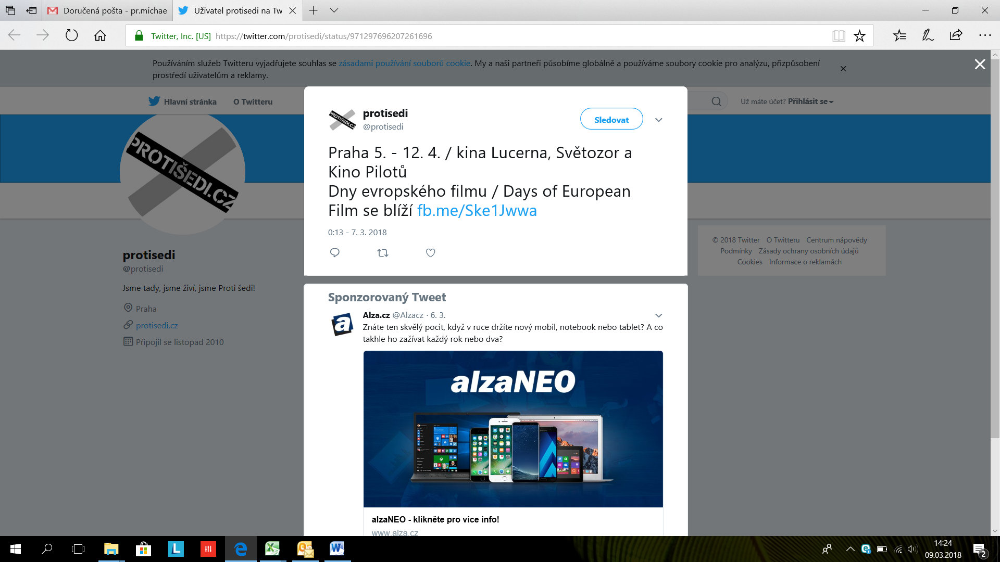 Doručená pošta - pr.michae
Uživatel protisedi na Tw
Twitter, Inc. [US] https://twitter.com/protisedi/status/971297696207261696
Používáním služeb Twitteru vyjadřujete souhlas se zásadami používání souborů cookie. My a naši partneři působíme globálně a používáme soubory cookie pro analýzu, přizpůsobení
prostředí uživatelům a reklamy.
Hlavní stránka O Twitteru
Už máte účet? Přihlásit se
PROTIŠEDI.CZ
protisedi
@protisedi
Jsme tady, jsme živí, jsme Proti šedi!
Praha
protisedi.cz
Připojil se listopad 2010
PROTIŠEDI.CZ
protisedi
@protisedi
Sledovat
Praha 5. - 12. 4. / kina Lucerna, Světozor a
Kino Pilotů
Dny evropského filmu / Days of European
Film se blíží fb.me/Ske1Jwwa
0:13 - 7. 3. 2018
Sponzorovaný Tweet
Alza.cz @Alzacz · 6. 3.
Znáte ten skvělý pocit, když v ruce držíte nový mobil, notebook nebo tablet? A co
takhle ho zažívat každý rok nebo dva?
alzaNEO
alzaNEO - klikněte pro více info!
www.alza.cz
© 2018 Twitter O Twitteru Centrum nápovědy
Podmínky Zásady ochrany osobních údajů
Cookies Informace o reklamách
14:24
09.03.2018
2